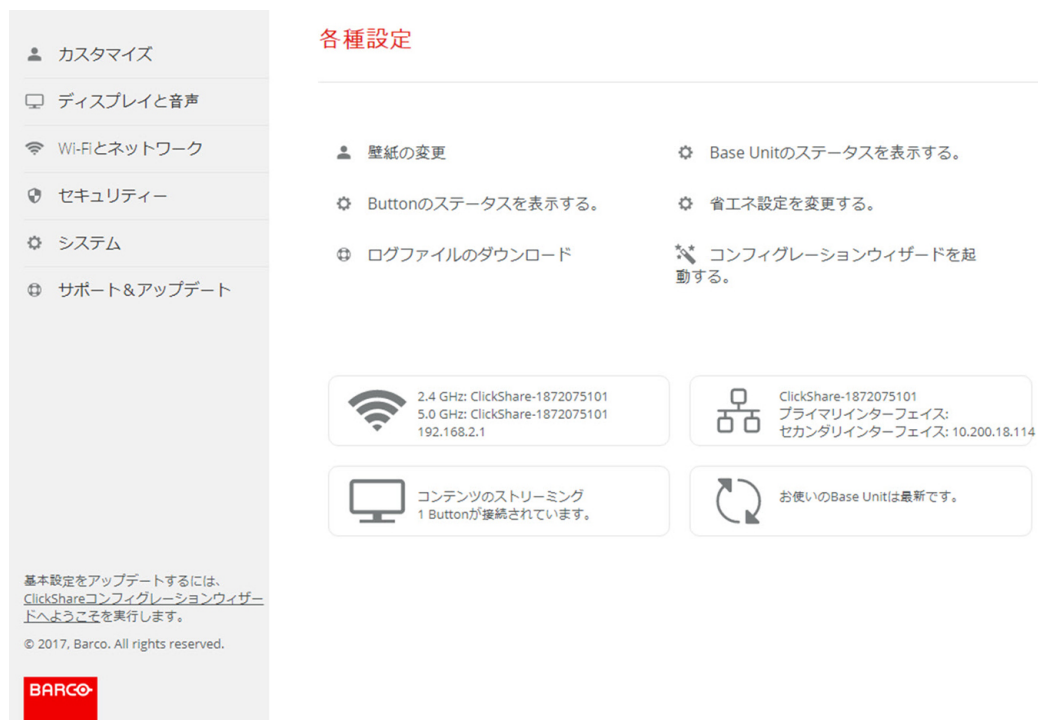 カスタマイズ
ディスプレイと音声
Wi-Fiとネットワーク
セキュリティー
システム
サポート&アップデート
基本設定をアップデートするには、
ClickShareコンフィグレーションウィザー
ドへようこそを実行します。
© 2017, Barco. All rights reserved.
BARCO
各種設定
壁紙の変更
Base Unitのステータスを表示する。
Buttonのステータスを表示する。
省エネ設定を変更する。
ログファイルのダウンロード
コンフィグレーションウィザードを起
動する。
2.4 GHz: ClickShare-1872075101
5.0 GHz: ClickShare-1872075101
192.168.2.1
ClickShare-1872075101
プライマリインターフェイス:
セカンダリインターフェイス: 10.200.18.114
コンテンツのストリーミング
1 Buttonが接続されています。
お使いのBase Unitは最新です。